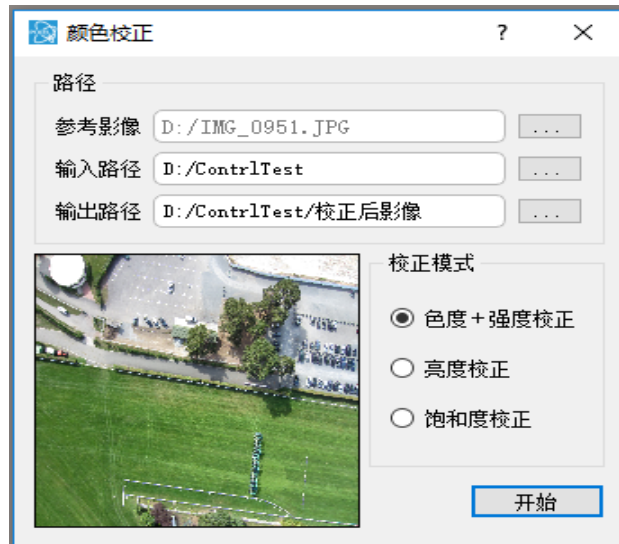 颜色校正 ?
路径
参考影像 D:/IMG_0951.JPG ...
输入路径 D:/ContrlTest ...
输出路径 D:/ContrlTest/校正后影像 ...
校正模式
色度+强度校正
亮度校正
饱和度校正
开始